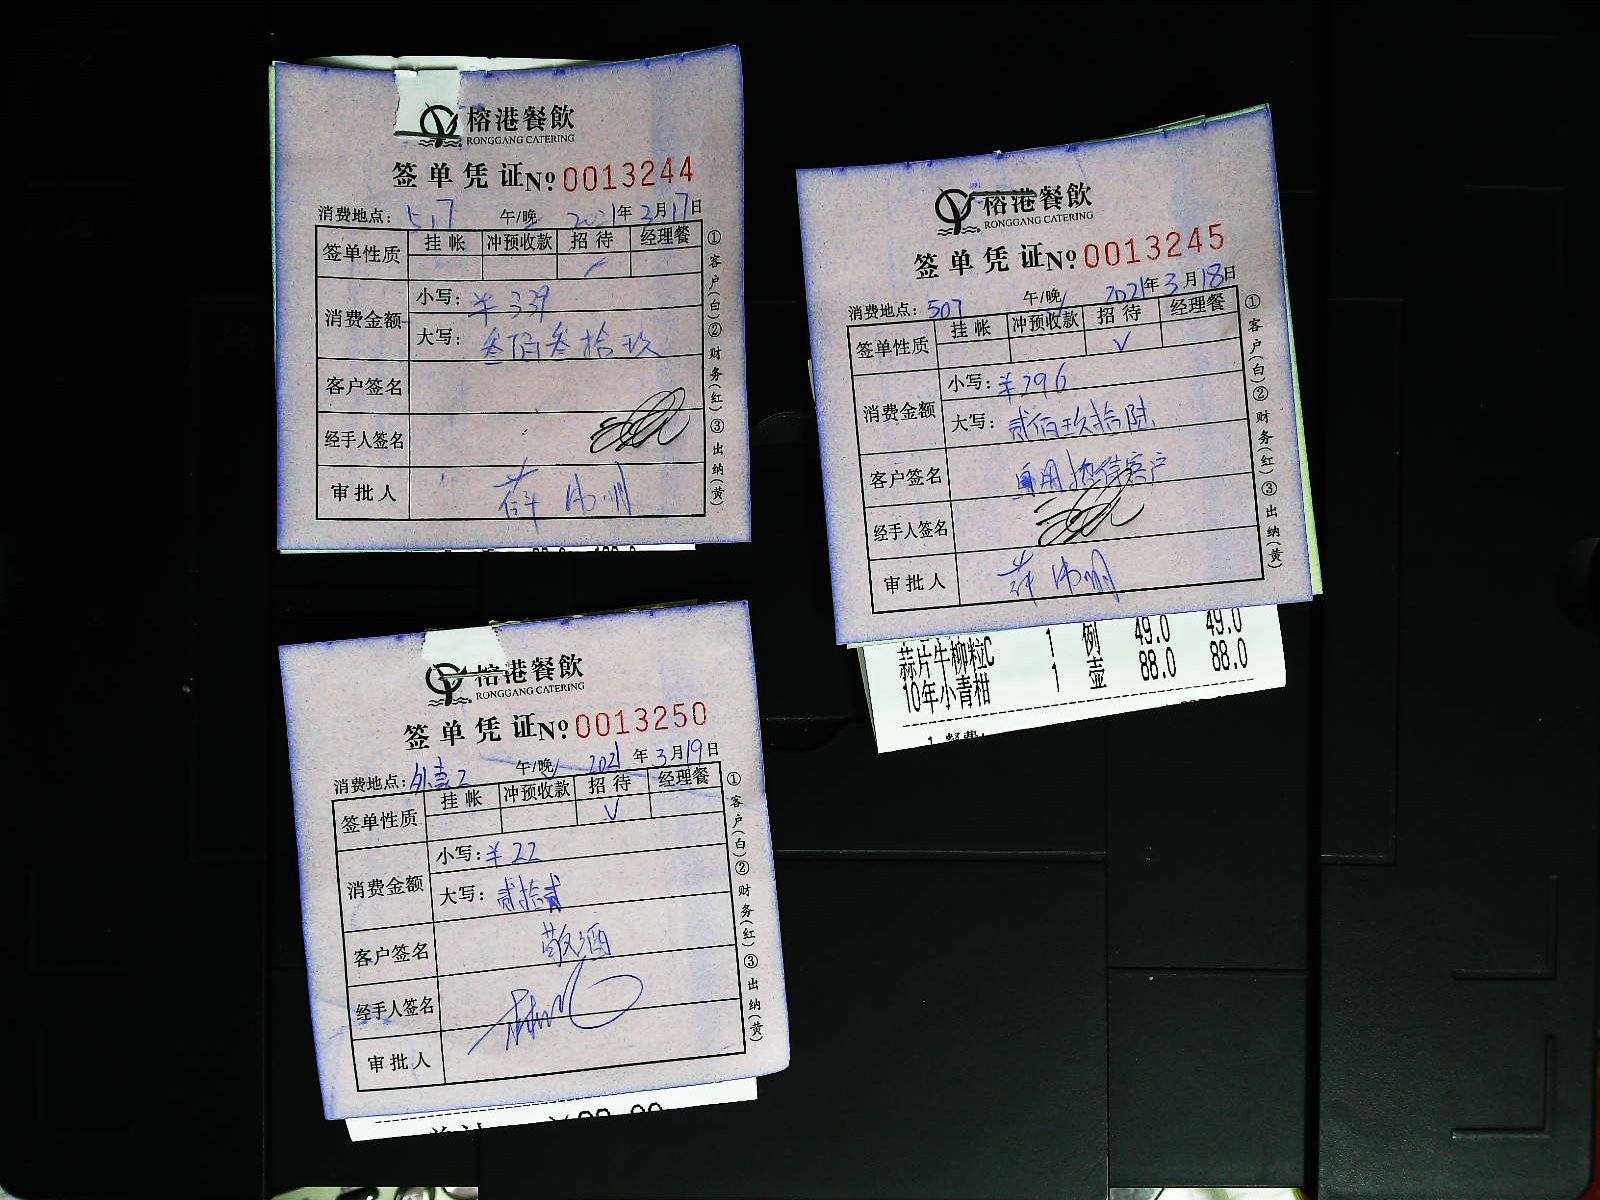 榕港餐飲
RONGGANG CATERING
签单凭证№0013244
消费地点：517 午/晚 2021年3月17日
签单性质 挂帐 冲预收款 招待 经理餐
消费金额 小写：¥339
大写：叁佰叁拾玖
客户签名
经手人签名
审批人
①客户(白)②财务(红)③出纳(黄)
榕港餐飲
RONGGANG CATERING
签单凭证№0013245
消费地点：507 午/晚 2021年3月18日
签单性质 挂帐 冲预收款 招待 经理餐
✓
消费金额 小写：¥296
大写：贰佰玖拾陆
客户签名 招待客户
经手人签名
审批人
①客户(白)②财务(红)③出纳(黄)
蒜片牛柳粒C 1 例 49.0 49.0
10年小青柑 1 壶 88.0 88.0
榕港餐飲
RONGGANG CATERING
签单凭证№0013250
消费地点：外卖2 午/晚 2021年3月19日
签单性质 挂帐 冲预收款 招待 经理餐
✓
消费金额 小写：¥22
大写：贰拾贰
客户签名 敬酒
经手人签名
审批人
①客户(白)②财务(红)③出纳(黄)